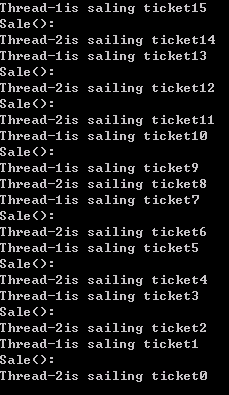 Thread-1is saling ticket15
Sale():
Thread-2is sailing ticket14
Thread-1is saling ticket13
Sale():
Thread-2is sailing ticket12
Sale():
Thread-2is sailing ticket11
Thread-1is saling ticket10
Sale():
Thread-1is saling ticket9
Thread-2is sailing ticket8
Thread-1is saling ticket7
Sale():
Thread-2is sailing ticket6
Thread-1is saling ticket5
Sale():
Thread-2is sailing ticket4
Thread-1is saling ticket3
Sale():
Thread-2is sailing ticket2
Thread-1is saling ticket1
Sale():
Thread-2is sailing ticket0